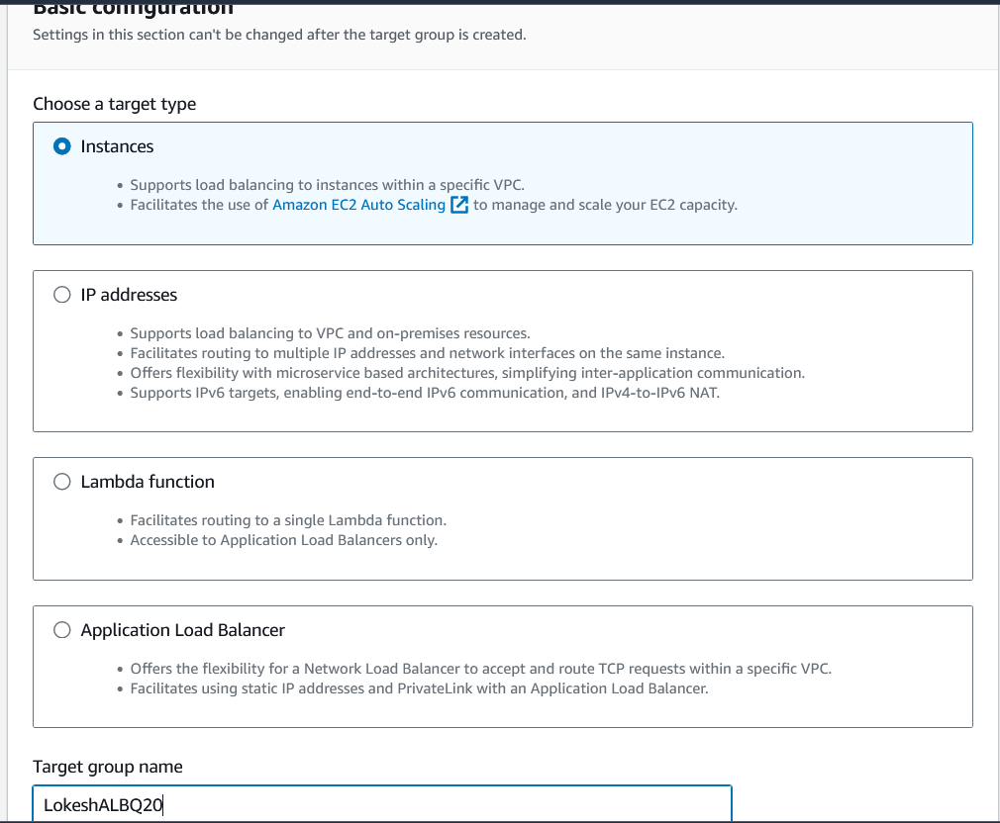 Basic configuration
Settings in this section can't be changed after the target group is created.
Choose a target type
Instances
• Supports load balancing to instances within a specific VPC.
• Facilitates the use of Amazon EC2 Auto Scaling to manage and scale your EC2 capacity.
IP addresses
• Supports load balancing to VPC and on-premises resources.
• Facilitates routing to multiple IP addresses and network interfaces on the same instance.
• Offers flexibility with microservice based architectures, simplifying inter-application communication.
• Supports IPv6 targets, enabling end-to-end IPv6 communication, and IPv4-to-IPv6 NAT.
Lambda function
• Facilitates routing to a single Lambda function.
• Accessible to Application Load Balancers only.
Application Load Balancer
• Offers the flexibility for a Network Load Balancer to accept and route TCP requests within a specific VPC.
• Facilitates using static IP addresses and PrivateLink with an Application Load Balancer.
Target group name
LokeshALBQ20